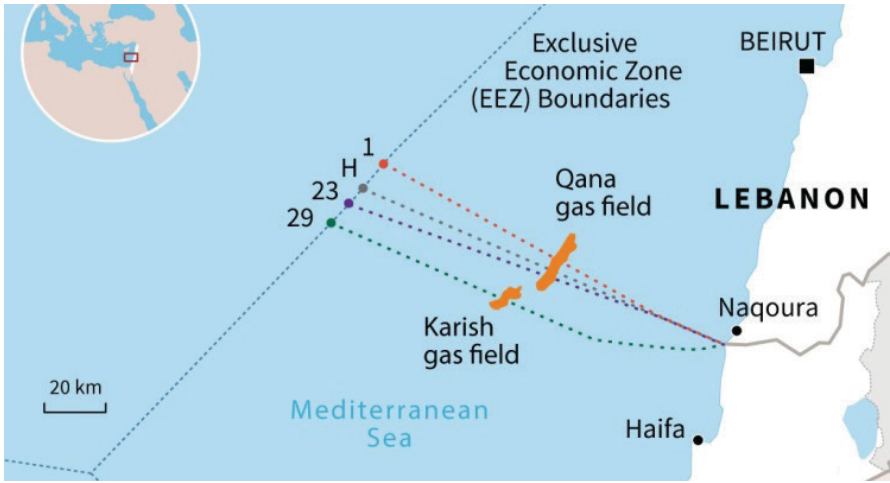 Exclusive
Economic Zone
(EEZ) Boundaries
BEIRUT
1
H
23
29
Qana
gas field
LEBANON
Karish
gas field
Naqoura
20 km
Mediterranean
Sea
Haifa